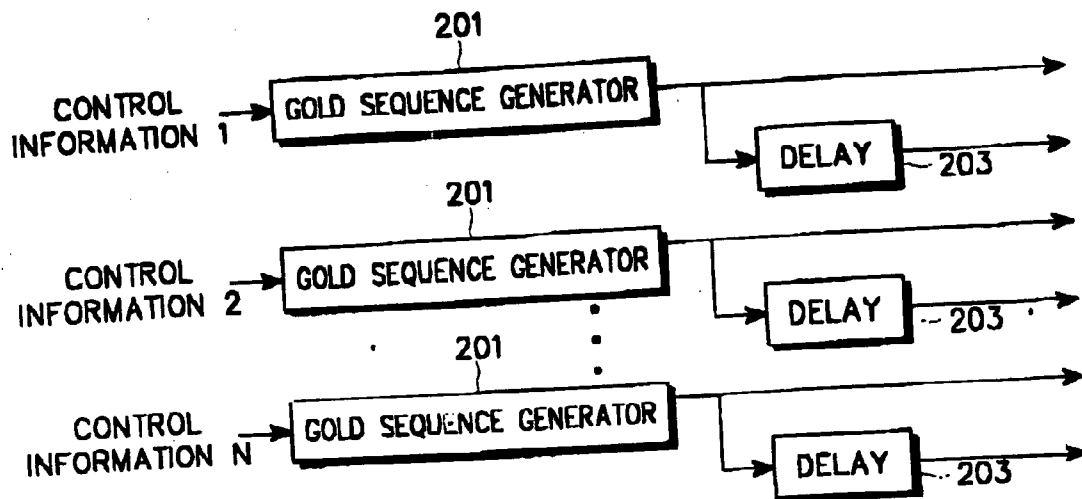 201
CONTROL
INFORMATION 1
GOLD SEQUENCE GENERATOR
DELAY
203
201
CONTROL
INFORMATION 2
GOLD SEQUENCE GENERATOR
DELAY
203
201
CONTROL
INFORMATION N
GOLD SEQUENCE GENERATOR
DELAY
203